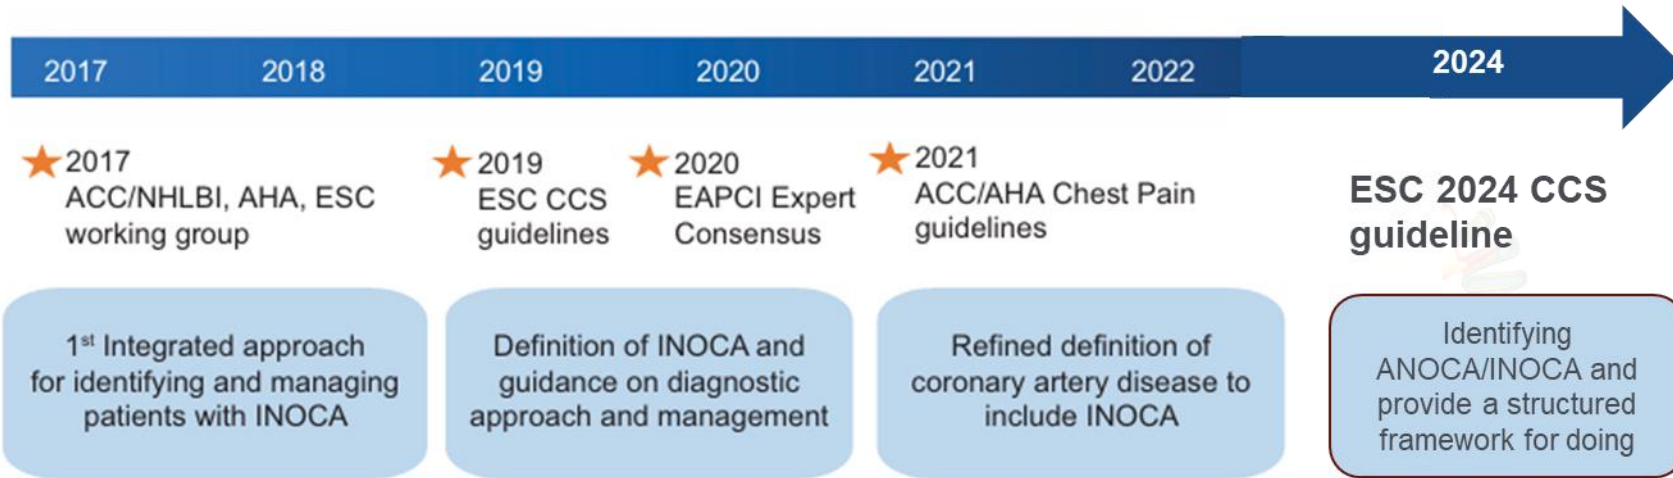 2017 2018 2019 2020 2021 2022 2024
2017
ACC/NHLBI, AHA, ESC
working group
2019
ESC CCS
guidelines
2020
EAPCI Expert
Consensus
2021
ACC/AHA Chest Pain
guidelines
ESC 2024 CCS
guideline
1st Integrated approach
for identifying and managing
patients with INOCA
Definition of INOCA and
guidance on diagnostic
approach and management
Refined definition of
coronary artery disease to
include INOCA
Identifying
ANOCA/INOCA and
provide a structured
framework for doing